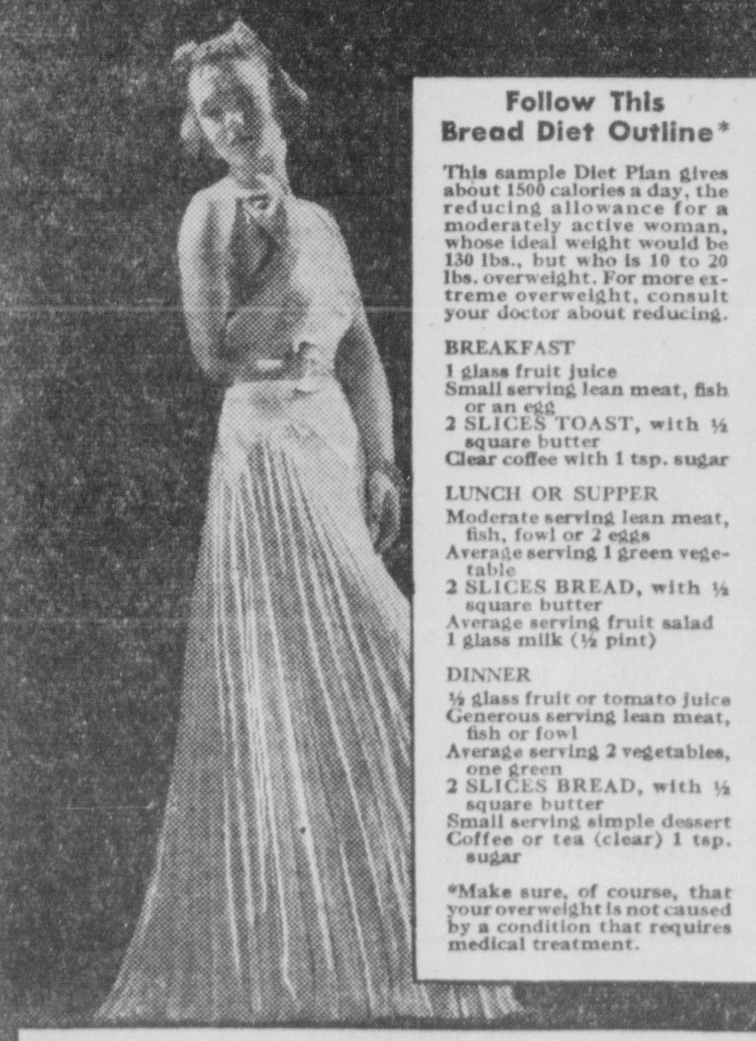 Follow This
Bread Diet Outline*
This sample Diet Plan gives
about 1500 calories a day, the
reducing allowance for a
moderately active woman,
whose ideal weight would be
130 lbs., but who is 10 to 20
lbs. overweight. For more ex-
treme overweight, consult
your doctor about reducing.
BREAKFAST
1 glass fruit juice
Small serving lean meat, fish
or an egg
2 SLICES TOAST, with ½
square butter
Clear coffee with 1 tsp. sugar
LUNCH OR SUPPER
Moderate serving lean meat,
fish, fowl or 2 eggs
Average serving 1 green vege-
table
2 SLICES BREAD, with ½
square butter
Average serving fruit salad
1 glass milk (½ pint)
DINNER
½ glass fruit or tomato juice
Generous serving lean meat,
fish or fowl
Average serving 2 vegetables,
one green
2 SLICES BREAD, with ½
square butter
Small serving simple dessert
Coffee or tea (clear) 1 tsp.
sugar
*Make sure, of course, that
your overweight is not caused
by a condition that requires
medical treatment.